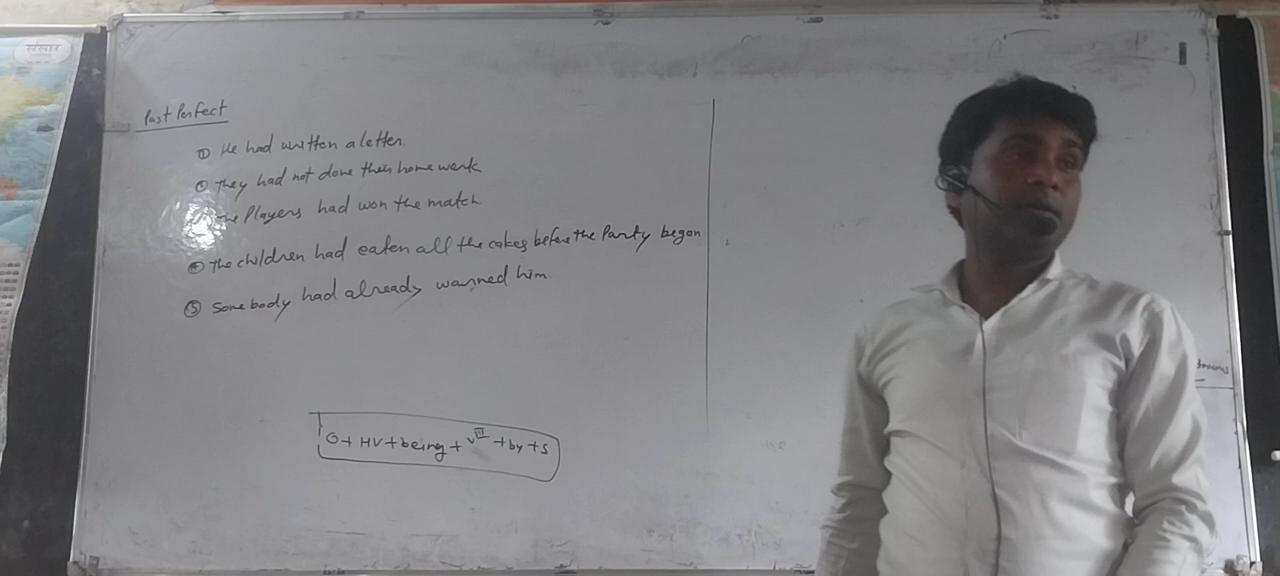 Past Perfect
① He had written a letter.
② They had not done their home work
The Players had won the match
④ The children had eaten all the cakes before the Party began
⑤ Somebody had already warned him.
O + HV + being + V III + by + S